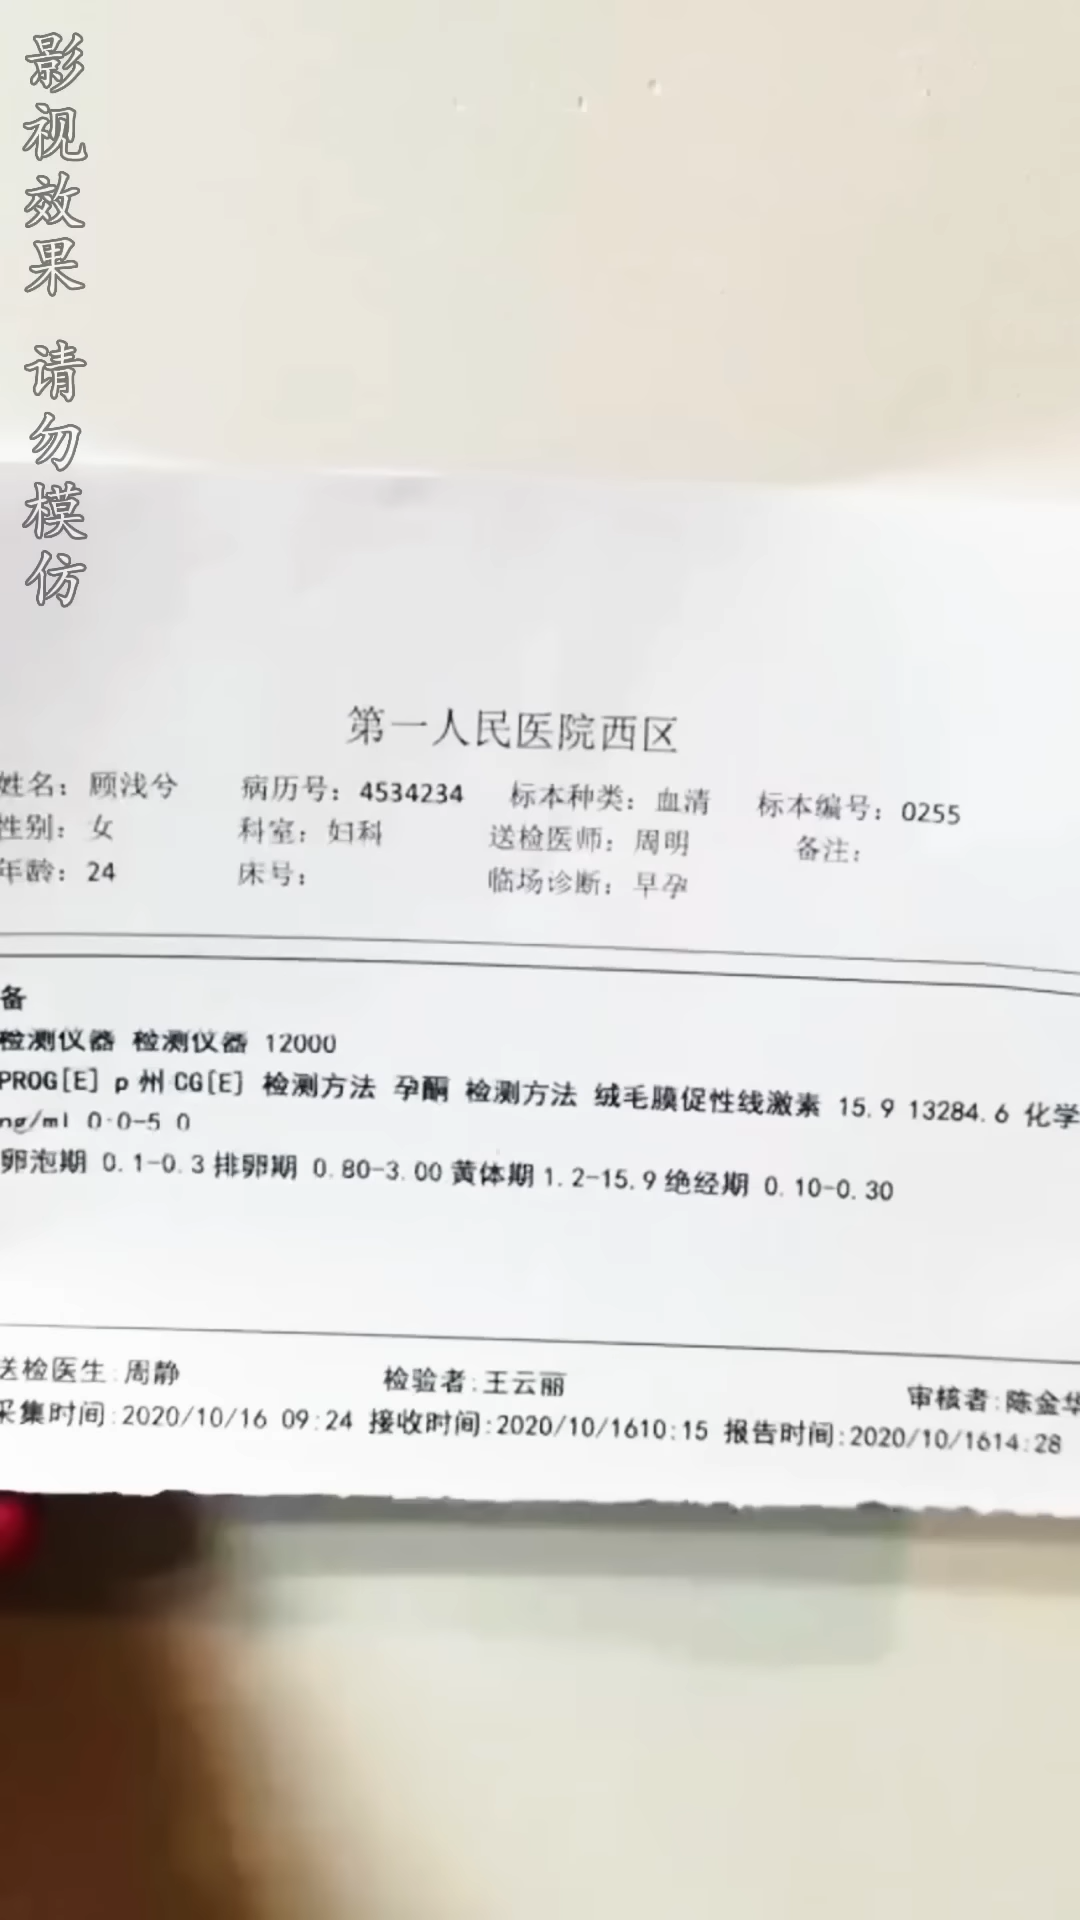 影视效果 请勿模仿
第一人民医院西区
姓名：顾浅兮 病历号：4534234 标本种类：血清 标本编号：0255
性别：女 科室：妇科 送检医师：周明 备注：
年龄：24 床号： 临场诊断：早孕
备
检测仪器 检测仪器 12000
PROG[E] p 州 CG[E] 检测方法 孕酮 检测方法 绒毛膜促性线激素 15.9 13284.6 化学
ng/ml 0·0-5 0
卵泡期 0.1-0.3 排卵期 0.80-3.00 黄体期 1.2-15.9 绝经期 0.10-0.30
送检医生:周静 检验者:王云丽 审核者:陈金华
采集时间:2020/10/16 09:24 接收时间:2020/10/1610:15 报告时间:2020/10/1614:28